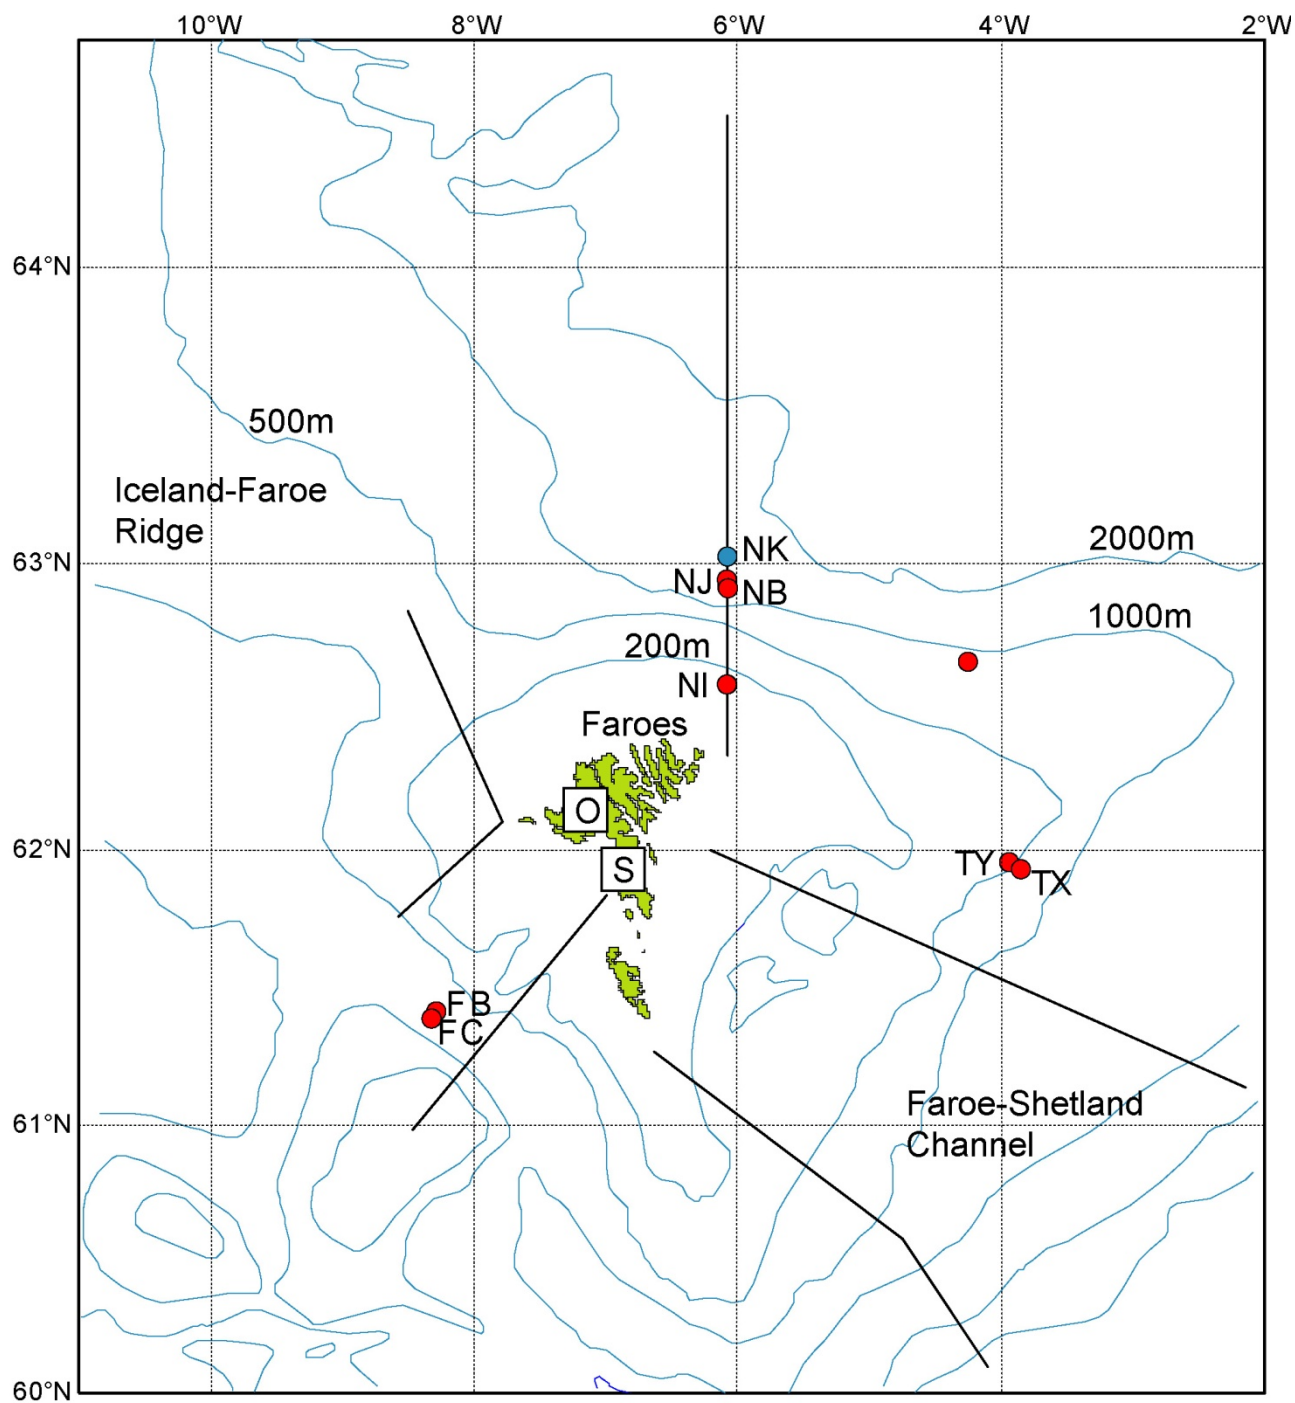 10°W
8°W
6°W
4°W
2°W
64°N
500m
Iceland-Faroe
Ridge
2000m
NK
63°N
NJ
NB
1000m
200m
NI
Faroes
O
62°N
S
TY
TX
FB
FC
Faroe-Shetland
Channel
61°N
60°N